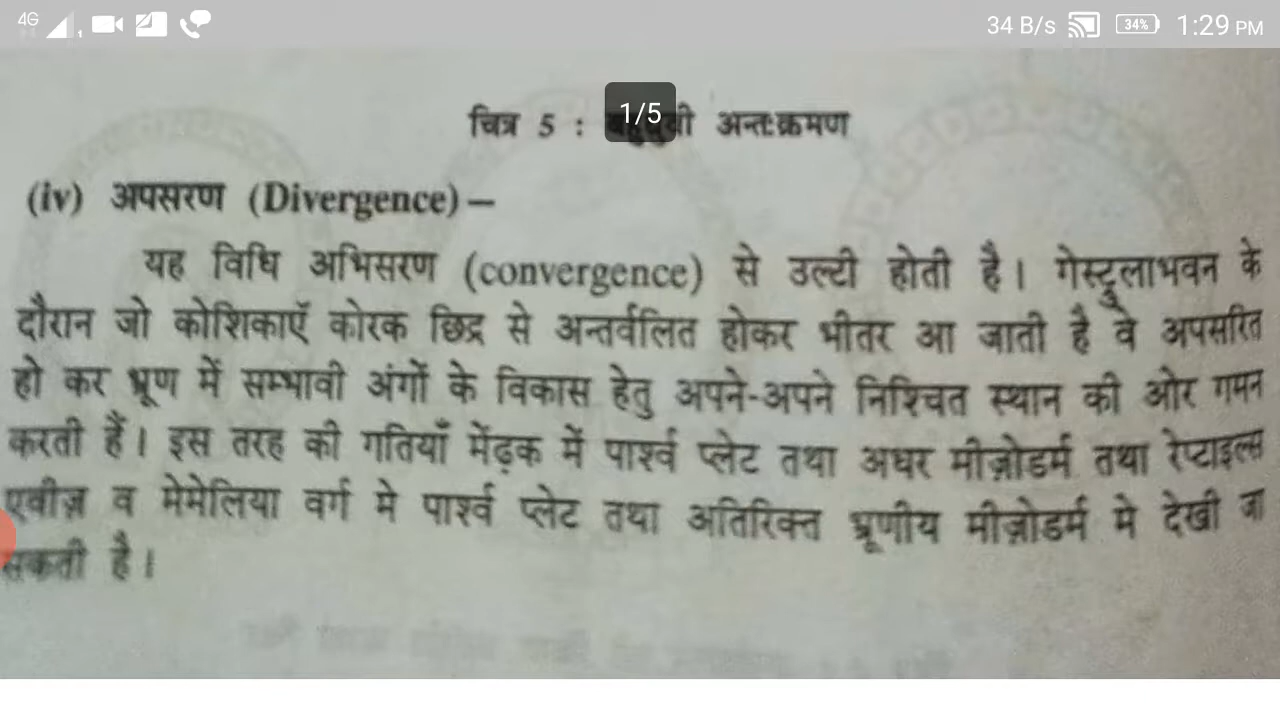 4G 34 B/s 34% 1:29 PM
1/5
चित्र 5 : अन्तःक्रमण
(iv) अपसरण (Divergence) –
यह विधि अभिसरण (convergence) से उल्टी होती है। गेस्ट्रुलाभवन के
दौरान जो कोशिकाएँ कोरक छिद्र से अन्तर्वलित होकर भीतर आ जाती है वे अपसरित
हो कर भ्रूण में सम्भावी अंगों के विकास हेतु अपने-अपने निश्चित स्थान की ओर गमन
करती हैं। इस तरह की गतियाँ मेंढ़क में पार्श्व प्लेट तथा अधर मीज़ोडर्म तथा रेप्टाइल्स
एवीज़ व मेमेलिया वर्ग मे पार्श्व प्लेट तथा अतिरिक्त भ्रूणीय मीज़ोडर्म मे देखी जा
सकती है।